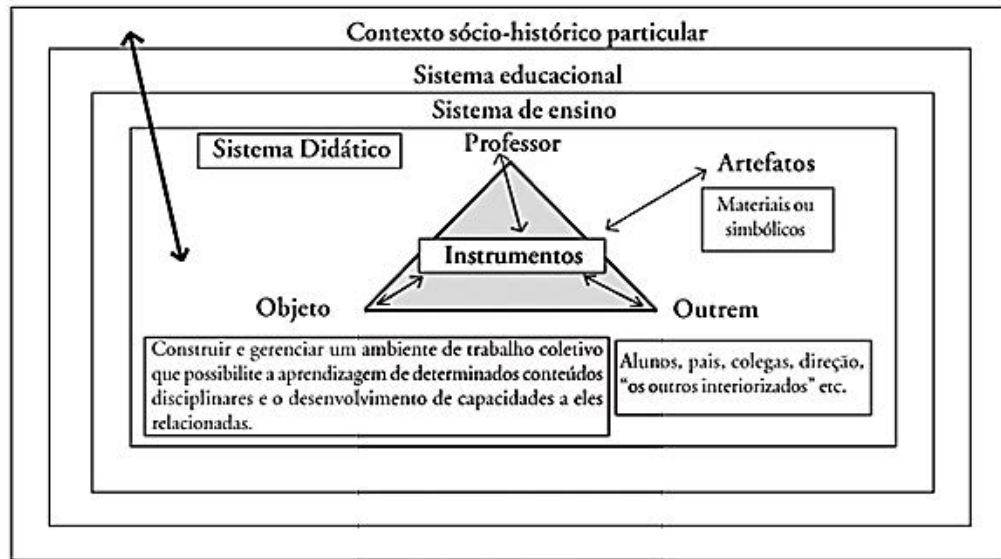 Contexto sócio-histórico particular
Sistema educacional
Sistema de ensino
Sistema Didático
Professor
Artefatos
Materiais ou
simbólicos
Instrumentos
Objeto
Outrem
Construir e gerenciar um ambiente de trabalho coletivo
que possibilite a aprendizagem de determinados conteúdos
disciplinares e o desenvolvimento de capacidades a eles
relacionadas.
Alunos, pais, colegas, direção,
“os outros interiorizados” etc.